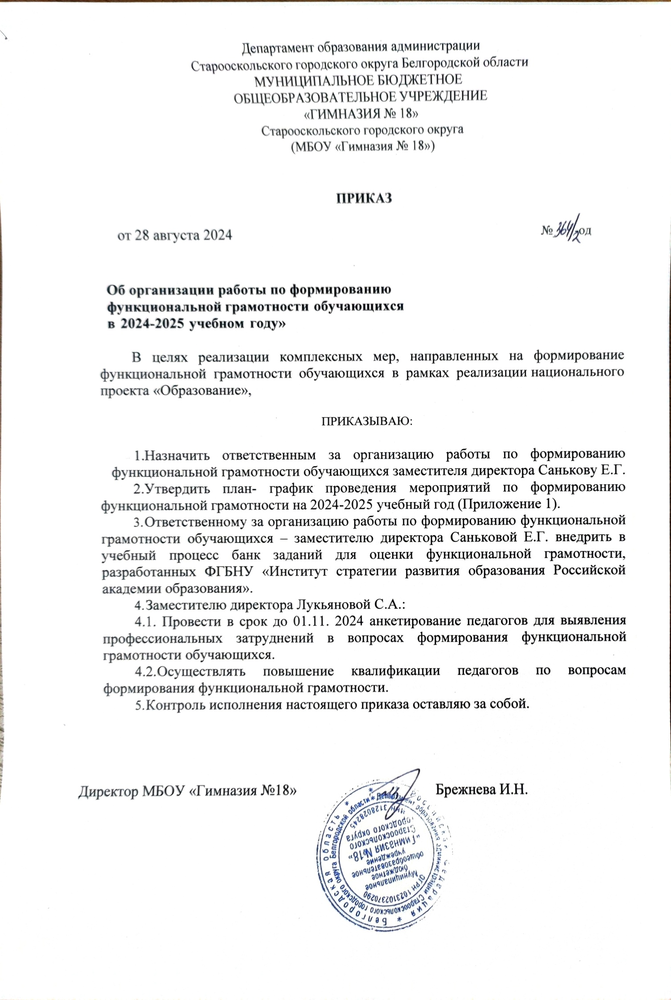 Департамент образования администрации
Старооскольского городского округа Белгородской области
МУНИЦИПАЛЬНОЕ БЮДЖЕТНОЕ
ОБЩЕОБРАЗОВАТЕЛЬНОЕ УЧРЕЖДЕНИЕ
«ГИМНАЗИЯ № 18»
Старооскольского городского округа
(МБОУ «Гимназия № 18»)
ПРИКАЗ
от 28 августа 2024
№ 364/2-од
Об организации работы по формированию
функциональной грамотности обучающихся
в 2024-2025 учебном году»
В целях реализации комплексных мер, направленных на формирование
функциональной грамотности обучающихся в рамках реализации национального
проекта «Образование»,
ПРИКАЗЫВАЮ:
1.Назначить ответственным за организацию работы по формированию
функциональной грамотности обучающихся заместителя директора Санькову Е.Г.
2.Утвердить план- график проведения мероприятий по формированию
функциональной грамотности на 2024-2025 учебный год (Приложение 1).
3.Ответственному за организацию работы по формированию функциональной
грамотности обучающихся – заместителю директора Саньковой Е.Г. внедрить в
учебный процесс банк заданий для оценки функциональной грамотности,
разработанных ФГБНУ «Институт стратегии развития образования Российской
академии образования».
4.Заместителю директора Лукьяновой С.А.:
4.1. Провести в срок до 01.11. 2024 анкетирование педагогов для выявления
профессиональных затруднений в вопросах формирования функциональной
грамотности обучающихся.
4.2.Осуществлять повышение квалификации педагогов по вопросам
формирования функциональной грамотности.
5.Контроль исполнения настоящего приказа оставляю за собой.
Директор МБОУ «Гимназия №18»
Брежнева И.Н.
* Белгородская область * Российская Федерация
* Департамент образования администрации Старооскольского городского округа Белгородской области
ОГРН 1023102370290
Муниципальное
бюджетное
общеобразовательное
учреждение
"Гимназия №18"
Старооскольского
городского округа
ИНН 3128028245